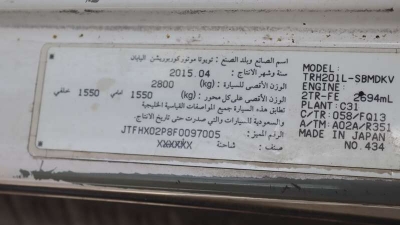 اسم الصانع وبلد الصنع : تويوتا موتور كوربوريشن اليابان
سنة وشهر الانتاج : 2015.04
الوزن الأقصى للسيارة : 2800 (kg)
الوزن الأقصى على كل محور : 1550 (kg) أمامي 1550 خلفي
تطابق هذه السيارة جميع المواصفات القياسية الخليجية
والسعودية للسيارات والتي صدرت حتى تاريخ الانتاج.
الرقم المميز : JTFHX02P8F0097005
صنف : شاحنة XXXXXX
MODEL:
TRH201L-SBMDKV
ENGINE:
2TR-FE 2694mL
PLANT: C31
C/TR: 058/FQ13
A/TM: A02A/R351
MADE IN JAPAN
NO. 434